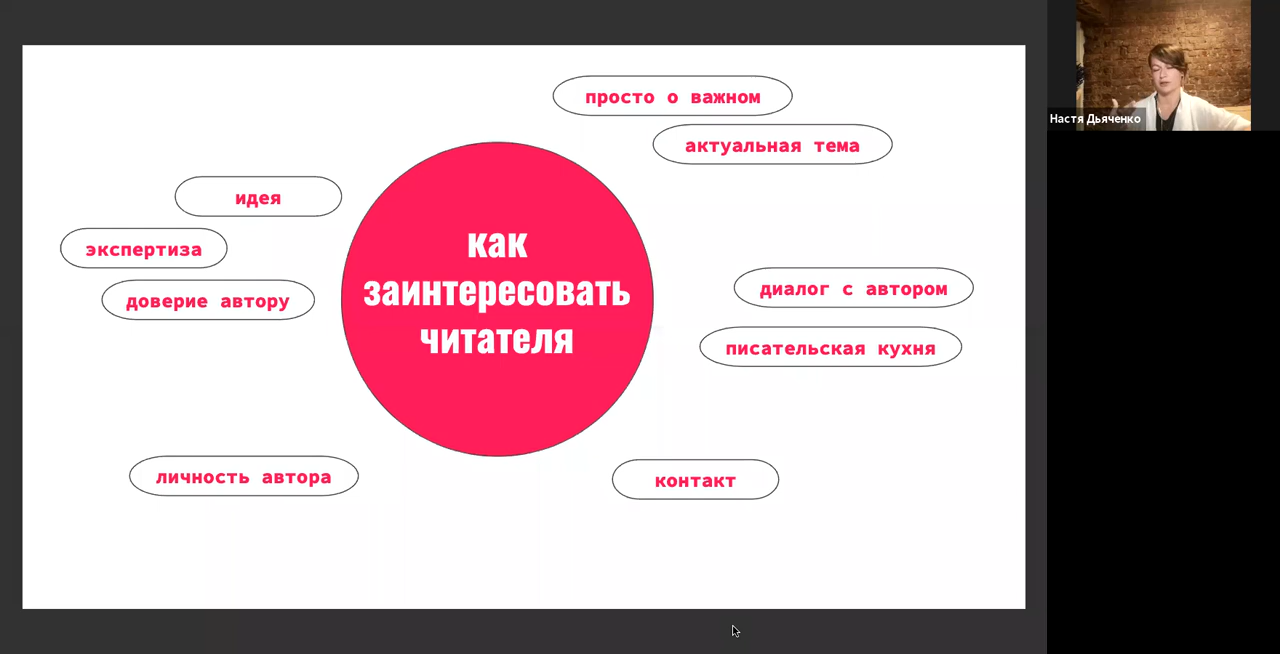 просто о важном
актуальная тема
идея
экспертиза
доверие автору
как
заинтересовать
читателя
диалог с автором
писательская кухня
личность автора
контакт
Настя Дьяченко